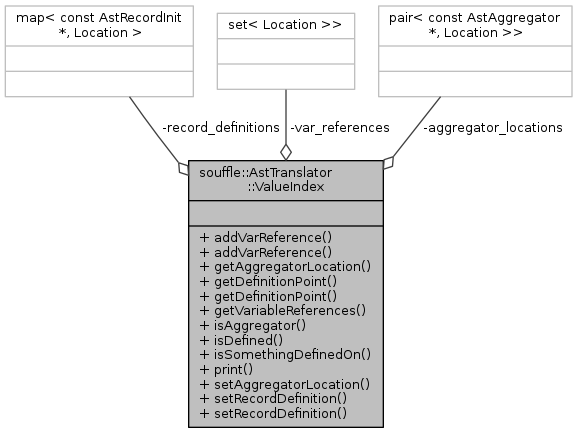 map< const AstRecordInit
*, Location >
set< Location >>
pair< const AstAggregator
*, Location >>
-record_definitions
-var_references
-aggregator_locations
souffle::AstTranslator
::ValueIndex
+ addVarReference()
+ addVarReference()
+ getAggregatorLocation()
+ getDefinitionPoint()
+ getDefinitionPoint()
+ getVariableReferences()
+ isAggregator()
+ isDefined()
+ isSomethingDefinedOn()
+ print()
+ setAggregatorLocation()
+ setRecordDefinition()
+ setRecordDefinition()